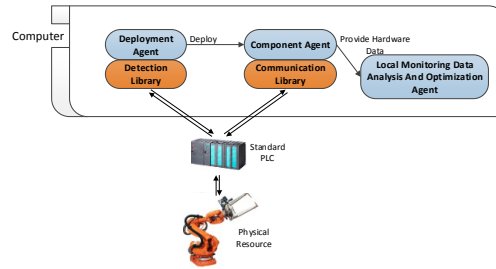 Computer
Deployment
Agent
Detection
Library
Deploy
Component Agent
Communication
Library
Provide Hardware
Data
Local Monitoring Data
Analysis And Optimization
Agent
Standard
PLC
Physical
Resource